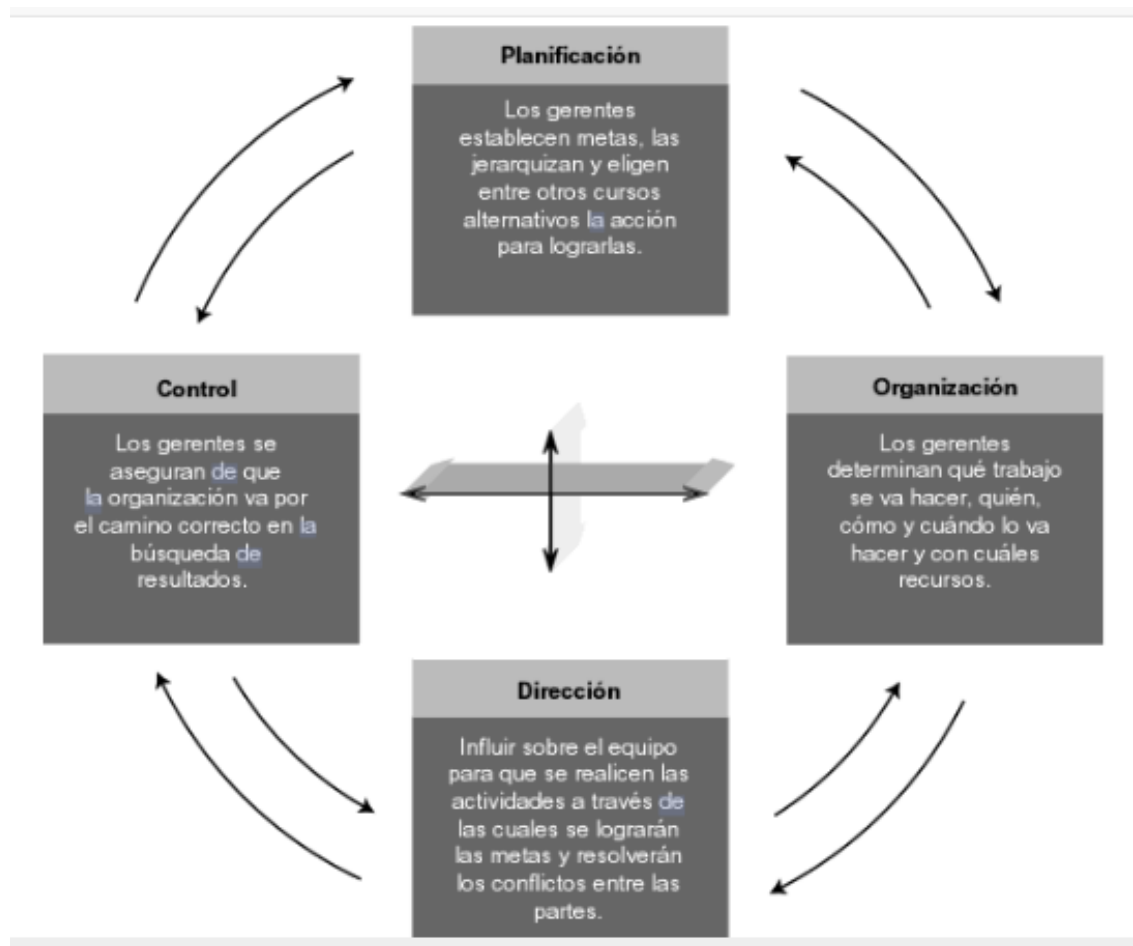 Planificación
Los gerentes
establecen metas, las
jerarquizan y eligen
entre otros cursos
alternativos la acción
para lograrlas.
Control
Los gerentes se
aseguran de que
la organización va por
el camino correcto en la
búsqueda de
resultados.
Organización
Los gerentes
determinan qué trabajo
se va hacer, quién,
cómo y cuándo lo va
hacer y con cuáles
recursos.
Dirección
Influir sobre el equipo
para que se realicen las
actividades a través de
las cuales se lograrán
las metas y resolverán
los conflictos entre las
partes.